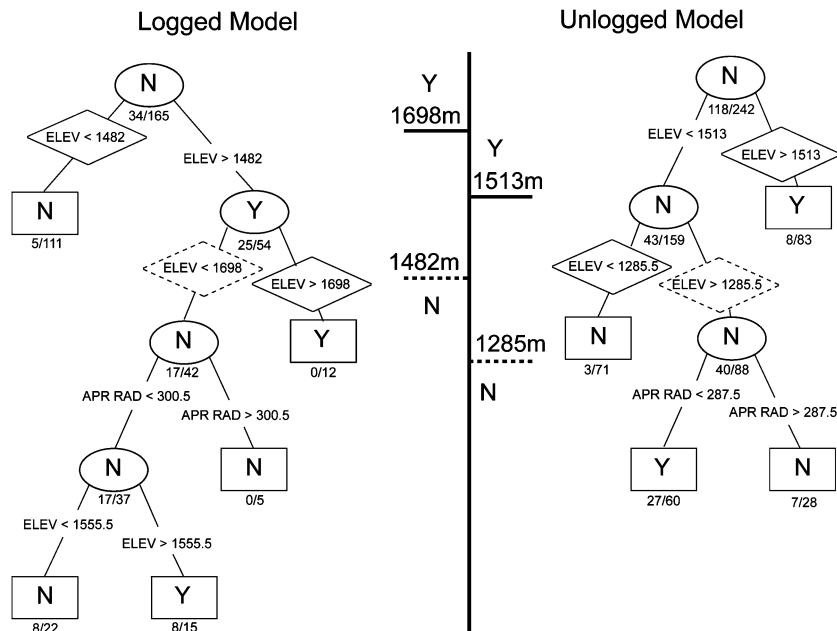 Logged Model
Unlogged Model
N
34/165
ELEV < 1482
ELEV > 1482
N
5/111
Y
25/54
ELEV < 1698
ELEV > 1698
N
17/42
Y
0/12
APR RAD < 300.5
APR RAD > 300.5
N
17/37
N
0/5
ELEV < 1555.5
ELEV > 1555.5
N
8/22
Y
8/15
Y
1698m
Y
1513m
1482m
N
1285m
N
N
118/242
ELEV < 1513
ELEV > 1513
N
43/159
Y
8/83
ELEV < 1285.5
ELEV > 1285.5
N
3/71
N
40/88
APR RAD < 287.5
APR RAD > 287.5
Y
27/60
N
7/28